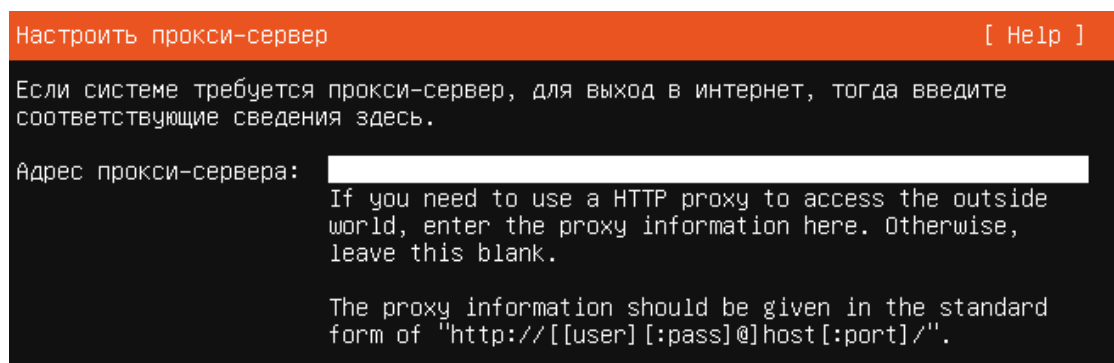 Настроить прокси-сервер [ Help ]
Если системе требуется прокси-сервер, для выход в интернет, тогда введите
соответствующие сведения здесь.
Адрес прокси-сервера:
If you need to use a HTTP proxy to access the outside
world, enter the proxy information here. Otherwise,
leave this blank.
The proxy information should be given in the standard
form of "http://[[user][:pass]@]host[:port]/".